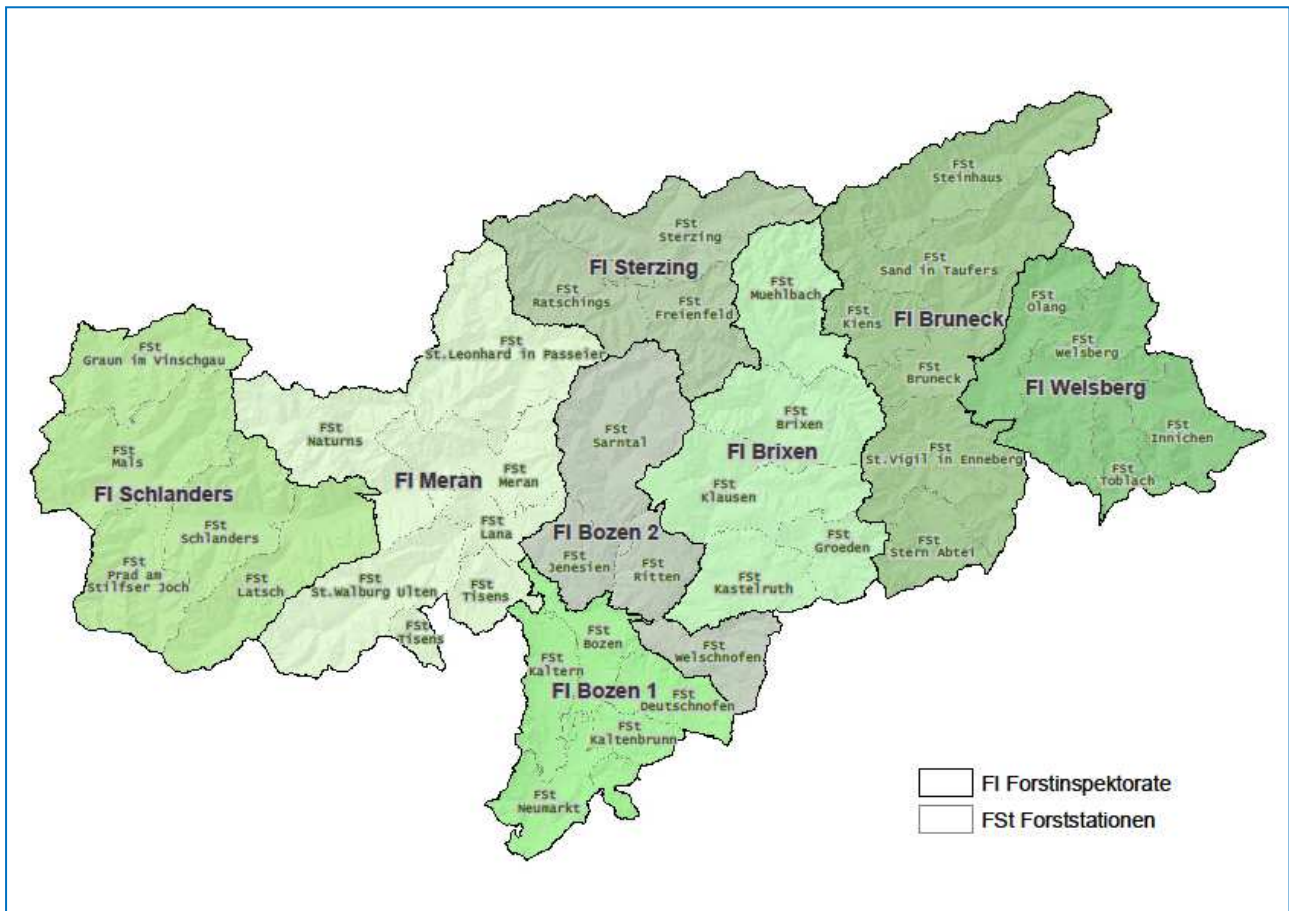 FSt
Steinhaus
FSt
Sterzing
FSt
Sand in Taufers
FI Sterzing
FSt
Muehlbach
FSt
Ratschings
FSt
Freienfeld
FSt
Kiens
FI Bruneck
FSt
Olang
FSt
Welsberg
FI Welsberg
FSt
Graun im Vinschgau
FSt
St.Leonhard in Passeier
FSt
Bruneck
FSt
Innichen
FSt
Toblach
FSt
Naturns
FSt
Sarntal
FSt
Brixen
FI Brixen
FSt
St.Vigil in Enneberg
FSt
Mals
FI Schlanders
FI Meran
FSt
Meran
FSt
Klausen
FSt
Schlanders
FSt
Lana
FI Bozen 2
FSt
Jenesien
FSt
Ritten
FSt
Groeden
FSt
Stern Abtei
FSt
Prad am
Stilfser Joch
FSt
Latsch
FSt
St.Walburg Ulten
FSt
Tisens
FSt
Kastelruth
FSt
Tisens
FSt
Bozen
FSt
Welschnofen
FSt
Kaltern
FI Bozen 1
FSt
Deutschnofen
FSt
Kaltenbrunn
FSt
Neumarkt
FI Forstinspektorate
FSt Forststationen